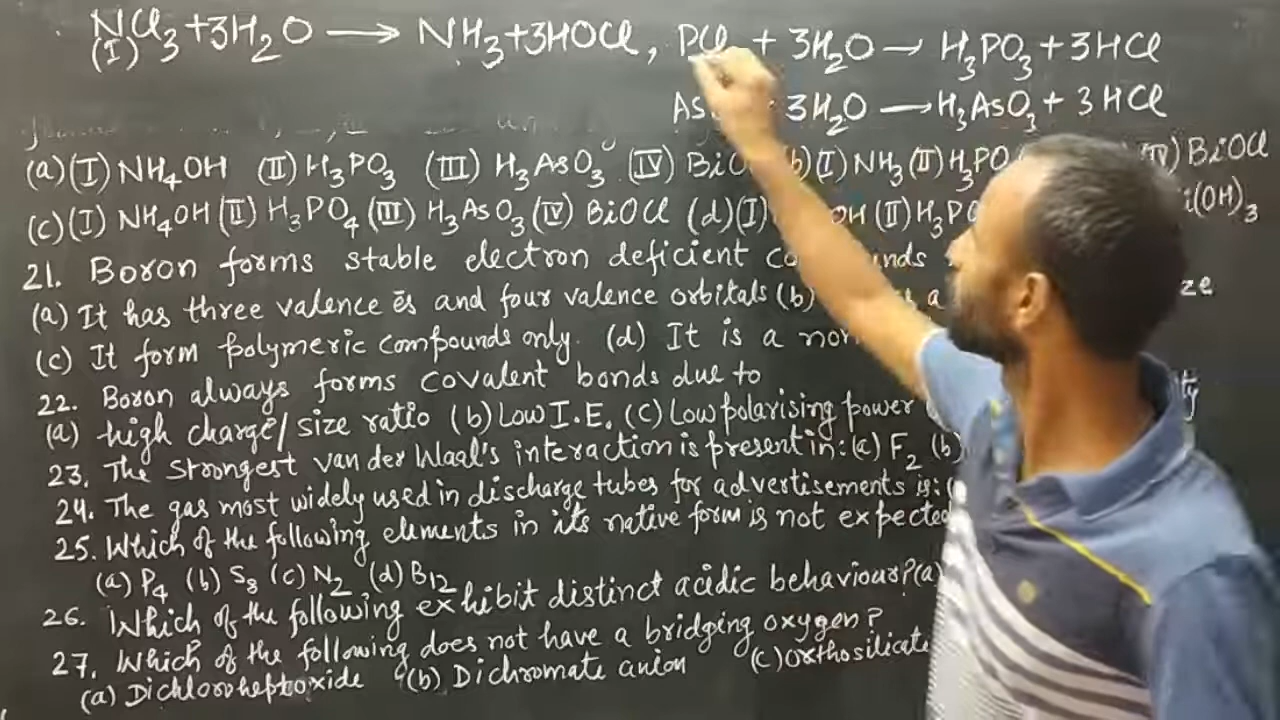 NCl3+3H2O → NH3+3HOCl, PCl + 3H2O → H3PO3 + 3HCl
(I)
As 3H2O → H3AsO3 + 3HCl
(a)(I) NH4OH (II) H3PO3 (III) H3AsO3 (IV) BiO (b)(I) NH3 (II) H3PO (IV) BiOCl
(c)(I) NH4OH (II) H3PO4 (III) H3AsO3 (IV) BiOCl (d)(I) OH (II) H3PO i(OH)3
21. Boron forms stable electron deficient
(a) It has three valence ēs and four valence orbitals (b) a ze
(c) It form polymeric compounds only. (d) It is a
22. Boron always forms covalent bonds due to
(a) high charge/size ratio (b) Low I.E. (c) Low polarising power
23. The strongest van der Waal's interaction is present in: (a) F2 (b)
24. The gas most widely used in discharge tubes for advertisements is: (
25. Which of the following elements in its native form is not expected
(a) P4 (b) S8 (c) N2 (d) B12
26. Which of the following exhibit distinct acidic behaviour? (a)
27. Which of the following does not have a bridging oxygen?
(a) Dichloroheptoxide (b) Dichromate anion (c) Orthosilicate